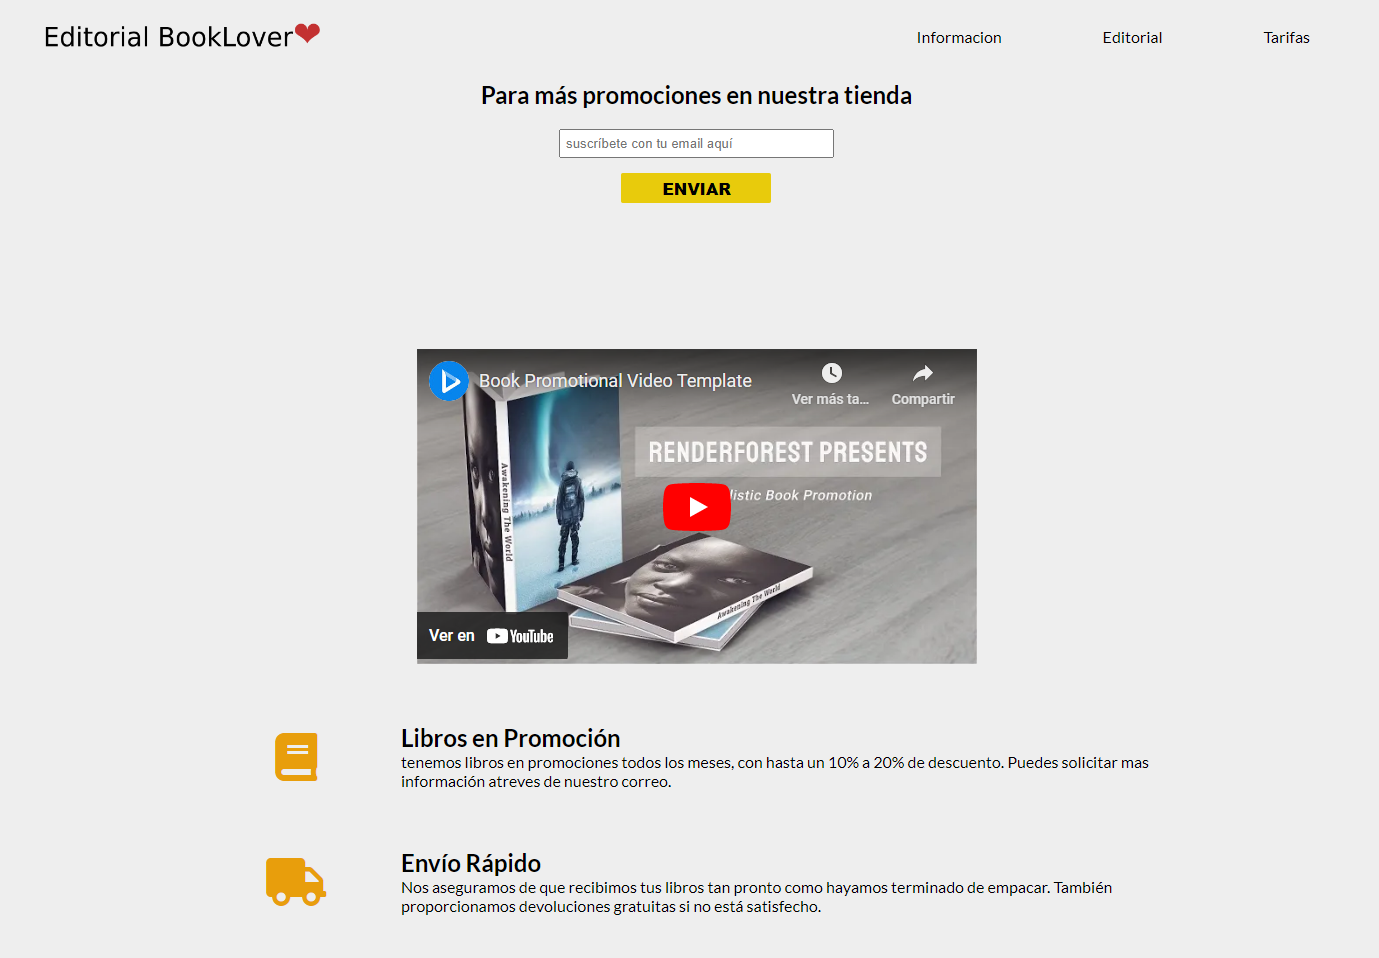 Editorial BookLover
Informacion
Editorial
Tarifas
Para más promociones en nuestra tienda
suscríbete con tu email aquí
ENVIAR
Book Promotional Video Template
Ver más ta...
Compartir
RENDERFOREST PRESENTS
listic Book Promotion
Awakening The World
Awakening The World
Ver en YouTube
Libros en Promoción
tenemos libros en promociones todos los meses, con hasta un 10% a 20% de descuento. Puedes solicitar mas
información atreves de nuestro correo.
Envío Rápido
Nos aseguramos de que recibimos tus libros tan pronto como hayamos terminado de empacar. También
proporcionamos devoluciones gratuitas si no está satisfecho.